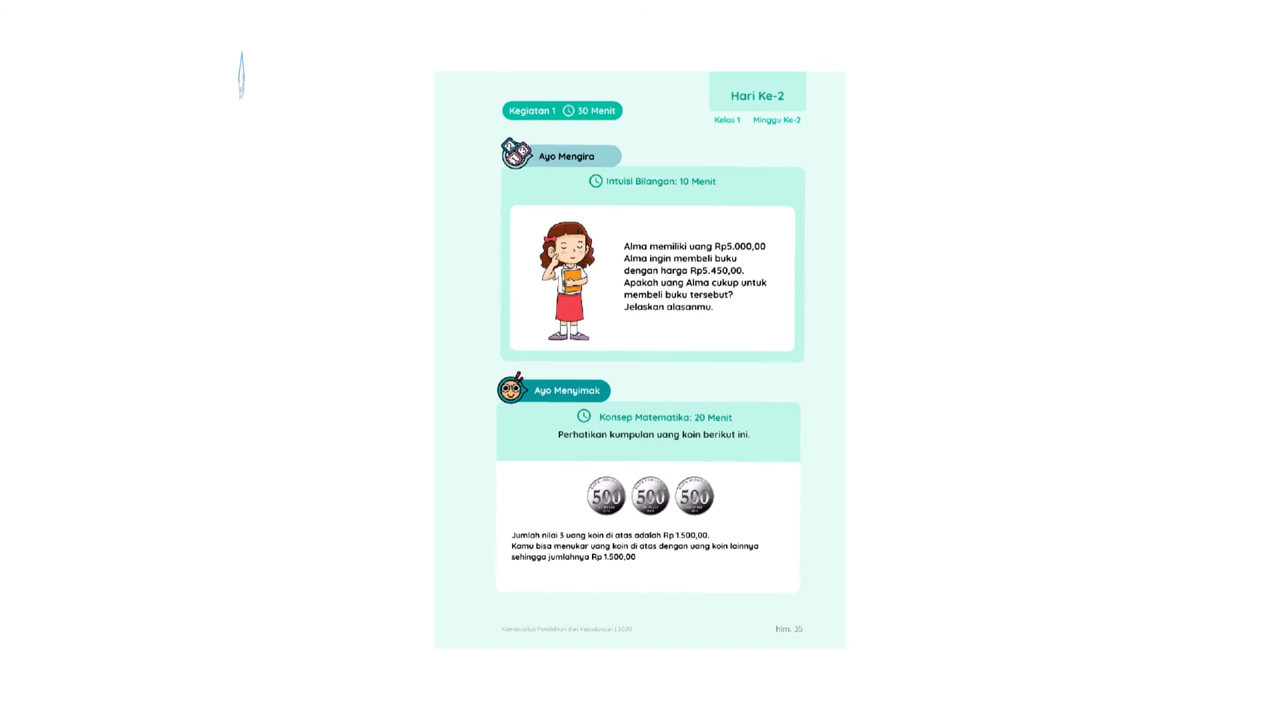 Hari Ke-2
Kegiatan 1 30 Menit
Kelas 1 Minggu Ke-2
Ayo Mengira
Intuisi Bilangan: 10 Menit
Alma memiliki uang Rp5.000,00
Alma ingin membeli buku
dengan harga Rp5.450,00.
Apakah uang Alma cukup untuk
membeli buku tersebut?
Jelaskan alasanmu.
Ayo Menyimak
Konsep Matematika: 20 Menit
Perhatikan kumpulan uang koin berikut ini.
500 500 500
Jumlah nilai 3 uang koin di atas adalah Rp 1.500,00.
Kamu bisa menukar uang koin di atas dengan uang koin lainnya
sehingga jumlahnya Rp 1.500,00
Kementerian Pendidikan dan Kebudayaan | 2020
hlm. 35